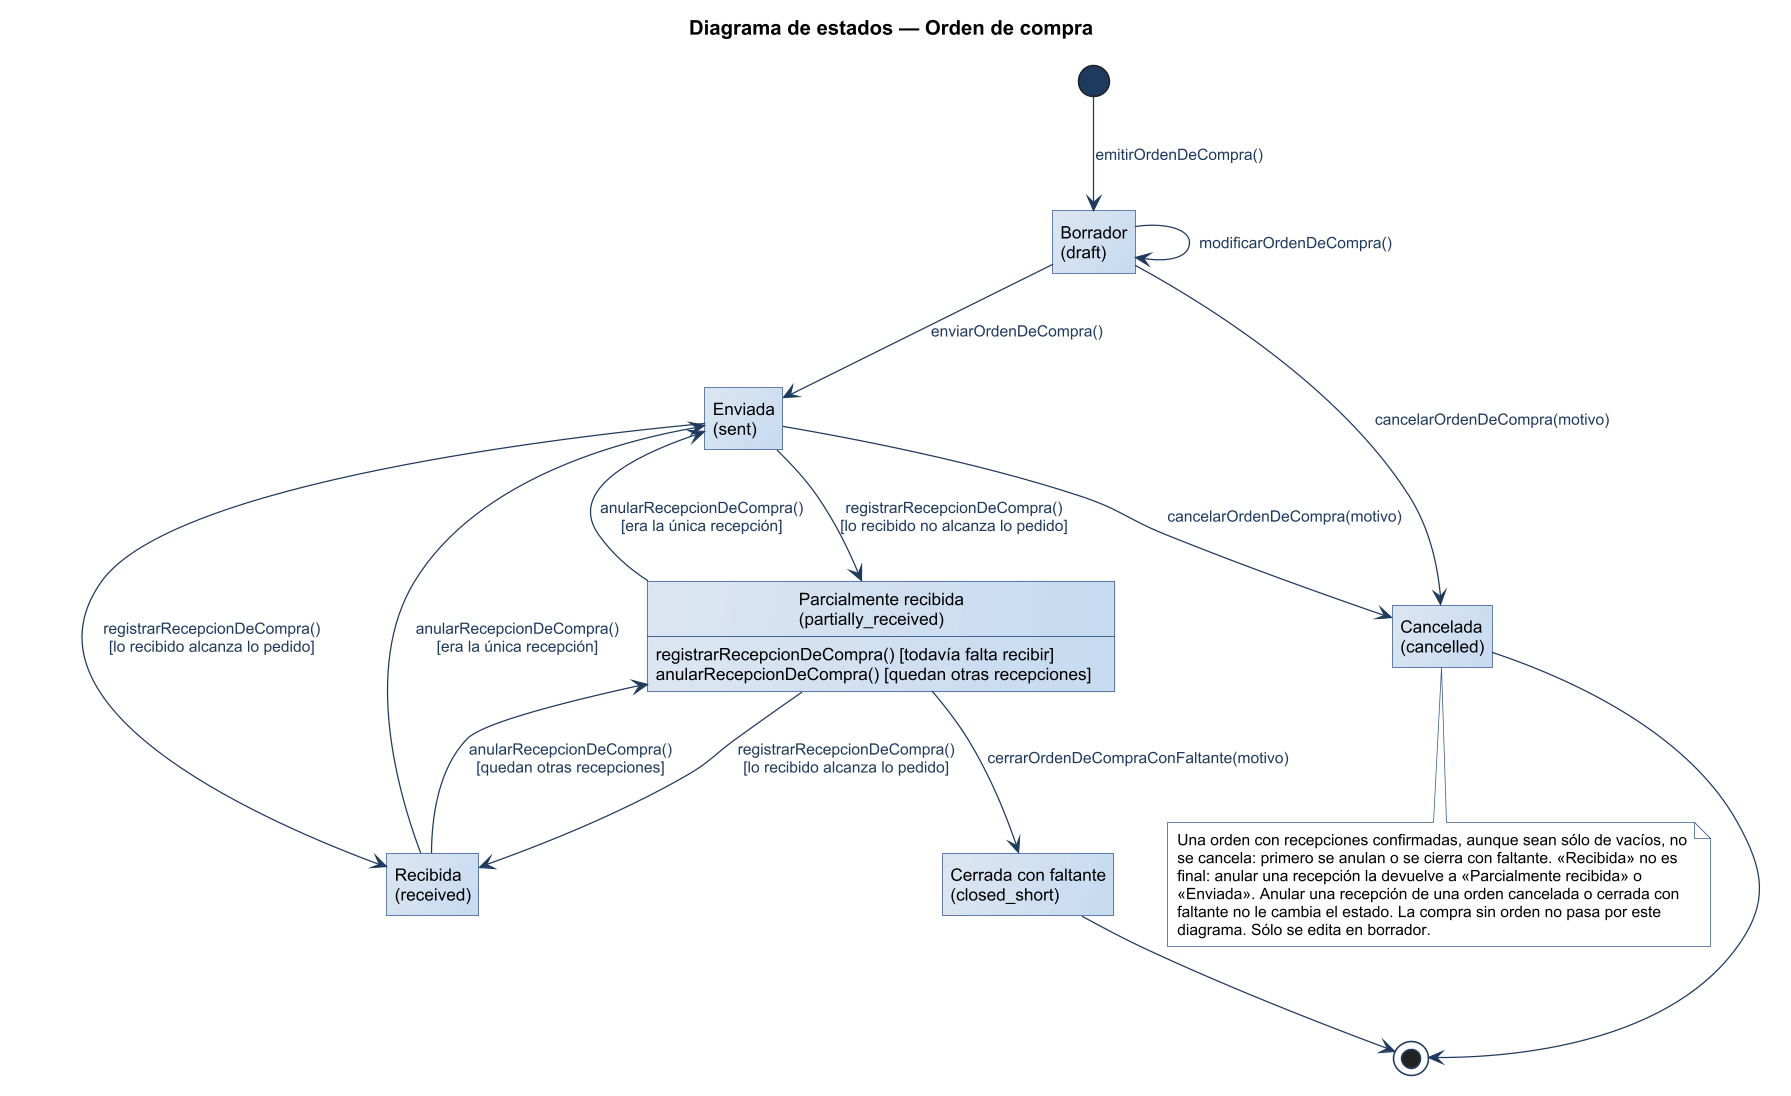 Diagrama de estados — Orden de compra
emitirOrdenDeCompra()
Borrador
(draft)
modificarOrdenDeCompra()
enviarOrdenDeCompra()
cancelarOrdenDeCompra(motivo)
Enviada
(sent)
anularRecepcionDeCompra()
[era la única recepción]
registrarRecepcionDeCompra()
[lo recibido no alcanza lo pedido]
cancelarOrdenDeCompra(motivo)
Parcialmente recibida
(partially_received)
registrarRecepcionDeCompra() [todavía falta recibir]
anularRecepcionDeCompra() [quedan otras recepciones]
registrarRecepcionDeCompra()
[lo recibido alcanza lo pedido]
anularRecepcionDeCompra()
[era la única recepción]
Cancelada
(cancelled)
anularRecepcionDeCompra()
[quedan otras recepciones]
registrarRecepcionDeCompra()
[lo recibido alcanza lo pedido]
cerrarOrdenDeCompraConFaltante(motivo)
Recibida
(received)
Cerrada con faltante
(closed_short)
Una orden con recepciones confirmadas, aunque sean sólo de vacíos, no
se cancela: primero se anulan o se cierra con faltante. «Recibida» no es
final: anular una recepción la devuelve a «Parcialmente recibida» o
«Enviada». Anular una recepción de una orden cancelada o cerrada con
faltante no le cambia el estado. La compra sin orden no pasa por este
diagrama. Sólo se edita en borrador.